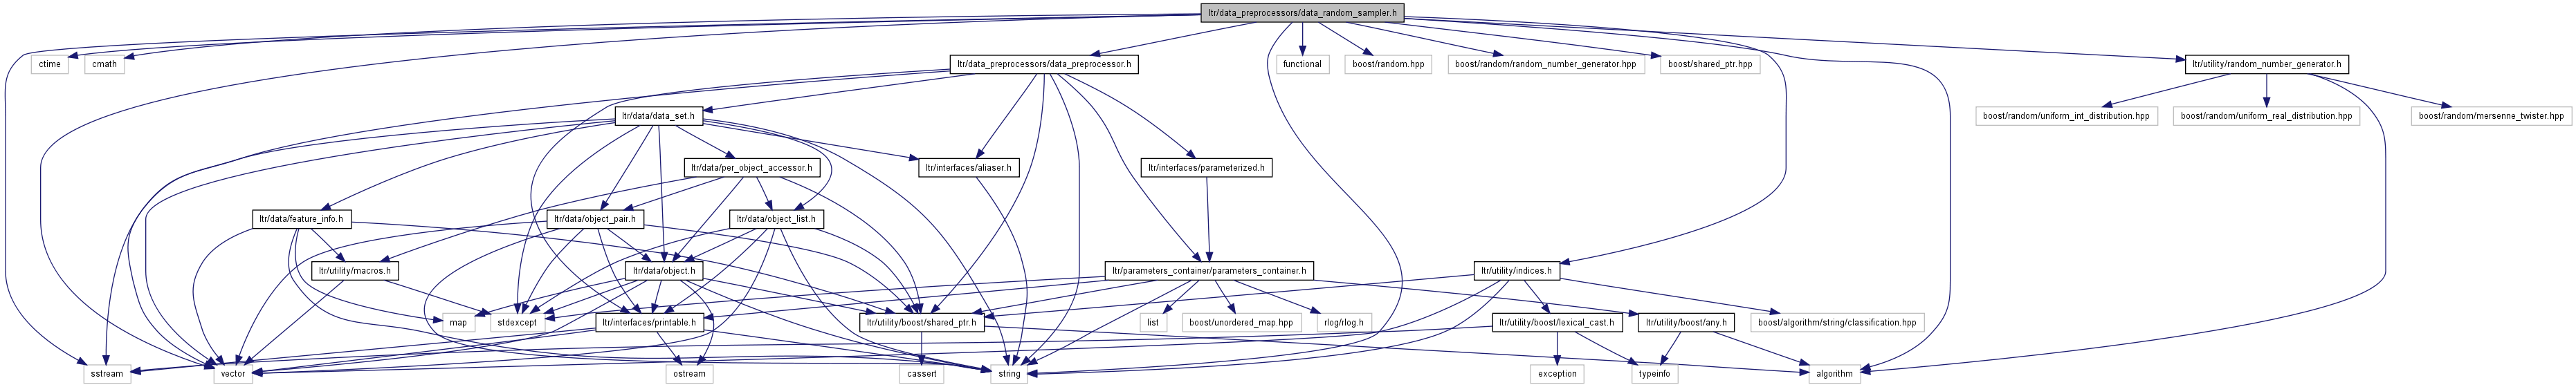 ltr/data_preprocessors/data_random_sampler.h
ctime
cmath
ltr/data_preprocessors/data_preprocessor.h
functional
boost/random.hpp
boost/random/random_number_generator.hpp
boost/shared_ptr.hpp
ltr/utility/random_number_generator.h
ltr/data/data_set.h
boost/random/uniform_int_distribution.hpp
boost/random/uniform_real_distribution.hpp
boost/random/mersenne_twister.hpp
ltr/data/per_object_accessor.h
ltr/interfaces/aliaser.h
ltr/interfaces/parameterized.h
ltr/data/feature_info.h
ltr/data/object_pair.h
ltr/data/object_list.h
ltr/utility/macros.h
ltr/data/object.h
ltr/parameters_container/parameters_container.h
ltr/utility/indices.h
map
stdexcept
ltr/interfaces/printable.h
ltr/utility/boost/shared_ptr.h
list
boost/unordered_map.hpp
rlog/rlog.h
ltr/utility/boost/lexical_cast.h
ltr/utility/boost/any.h
boost/algorithm/string/classification.hpp
sstream
vector
ostream
cassert
string
exception
typeinfo
algorithm